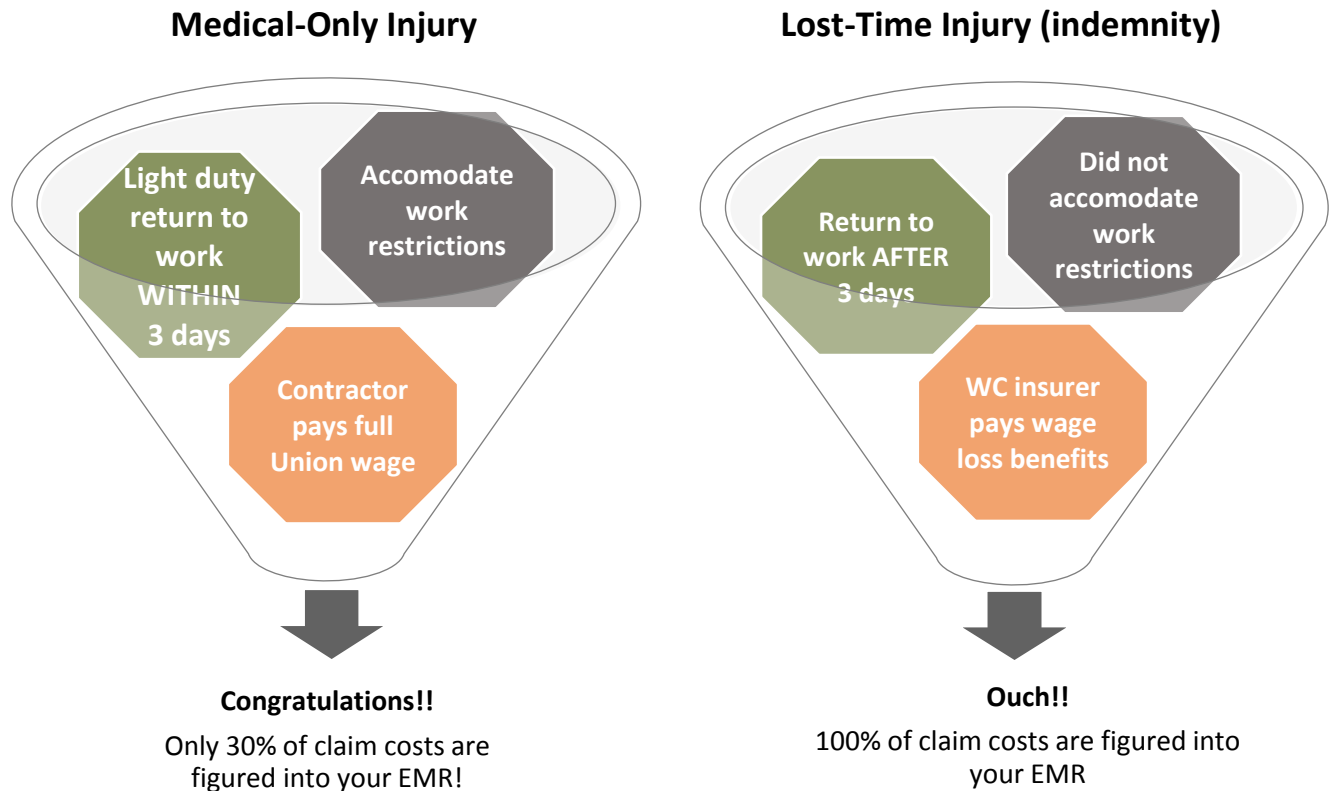 Medical-Only Injury
Light duty
return to
work
WITHIN
3 days
Accomodate
work
restrictions
Contractor
pays full
Union wage
Congratulations!!
Only 30% of claim costs are
figured into your EMR!
Lost-Time Injury (indemnity)
Return to
work AFTER
3 days
Did not
accomodate
work
restrictions
WC insurer
pays wage
loss benefits
Ouch!!
100% of claim costs are figured into
your EMR